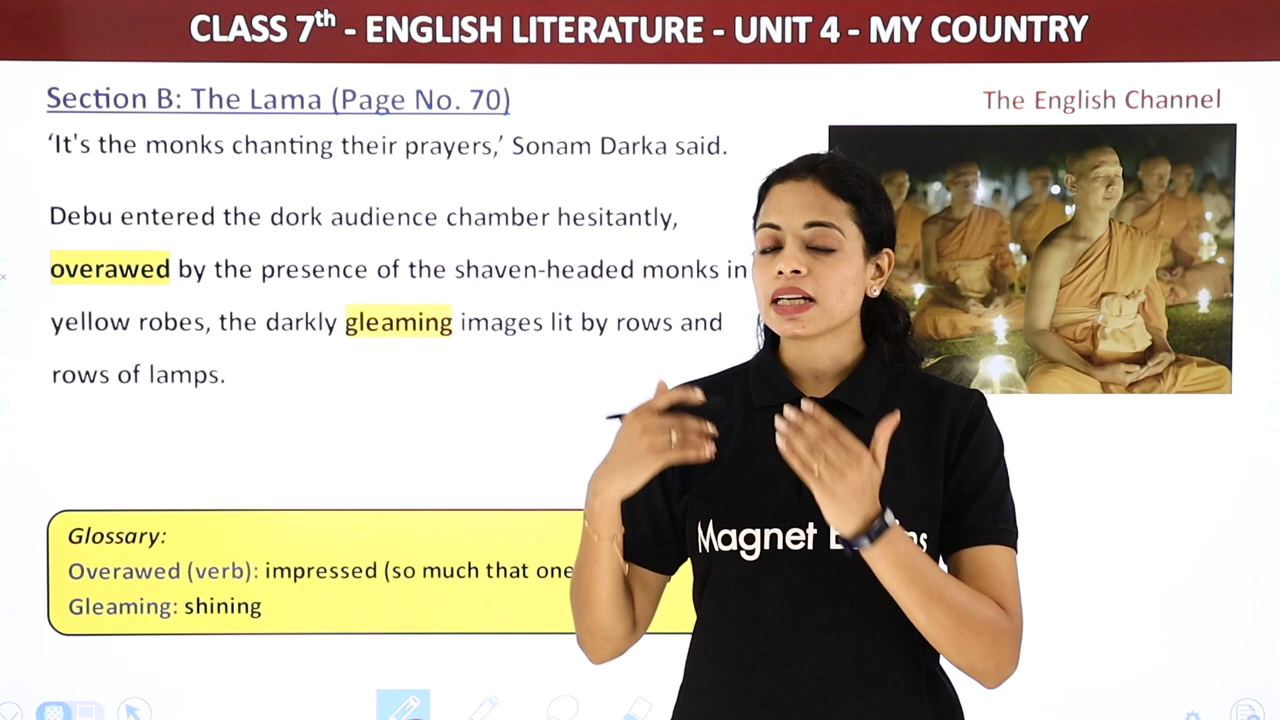 CLASS 7th - ENGLISH LITERATURE - UNIT 4 - MY COUNTRY
Section B: The Lama (Page No. 70)
The English Channel
‘It's the monks chanting their prayers,’ Sonam Darka said.
Debu entered the dork audience chamber hesitantly,
overawed by the presence of the shaven-headed monks in
yellow robes, the darkly gleaming images lit by rows and
rows of lamps.
Glossary:
Overawed (verb): impressed (so much that one
Gleaming: shining
Magnet